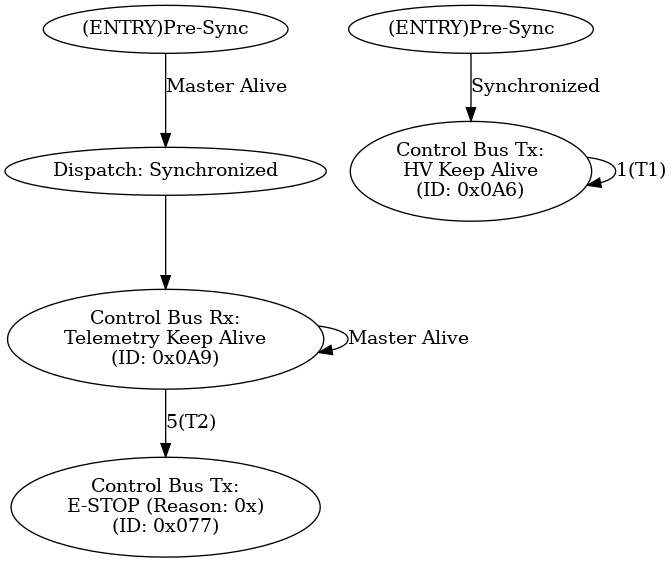 (ENTRY)Pre-Sync
Master Alive
Dispatch: Synchronized
Control Bus Rx:
Telemetry Keep Alive
(ID: 0x0A9)
Master Alive
5(T2)
Control Bus Tx:
E-STOP (Reason: 0x)
(ID: 0x077)
(ENTRY)Pre-Sync
Synchronized
Control Bus Tx:
HV Keep Alive
(ID: 0x0A6)
1(T1)